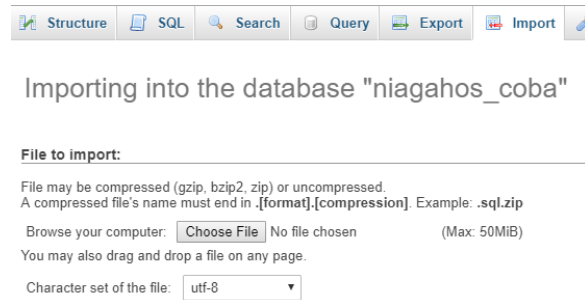 Structure SQL Search Query Export Import
Importing into the database "niagahos_coba"
File to import:
File may be compressed (gzip, bzip2, zip) or uncompressed.
A compressed file's name must end in .[format].[compression]. Example: .sql.zip
Browse your computer: Choose File No file chosen (Max: 50MiB)
You may also drag and drop a file on any page.
Character set of the file: utf-8